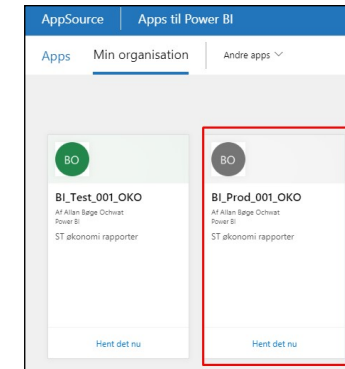 AppSource Apps til Power BI
Apps Min organisation Andre apps
BO
BI_Test_001_OKO
Af Allan Bøge Ochwat
Power BI
ST økonomi rapporter
Hent det nu
BO
BI_Prod_001_OKO
Af Allan Bøge Ochwat
Power BI
ST økonomi rapporter
Hent det nu